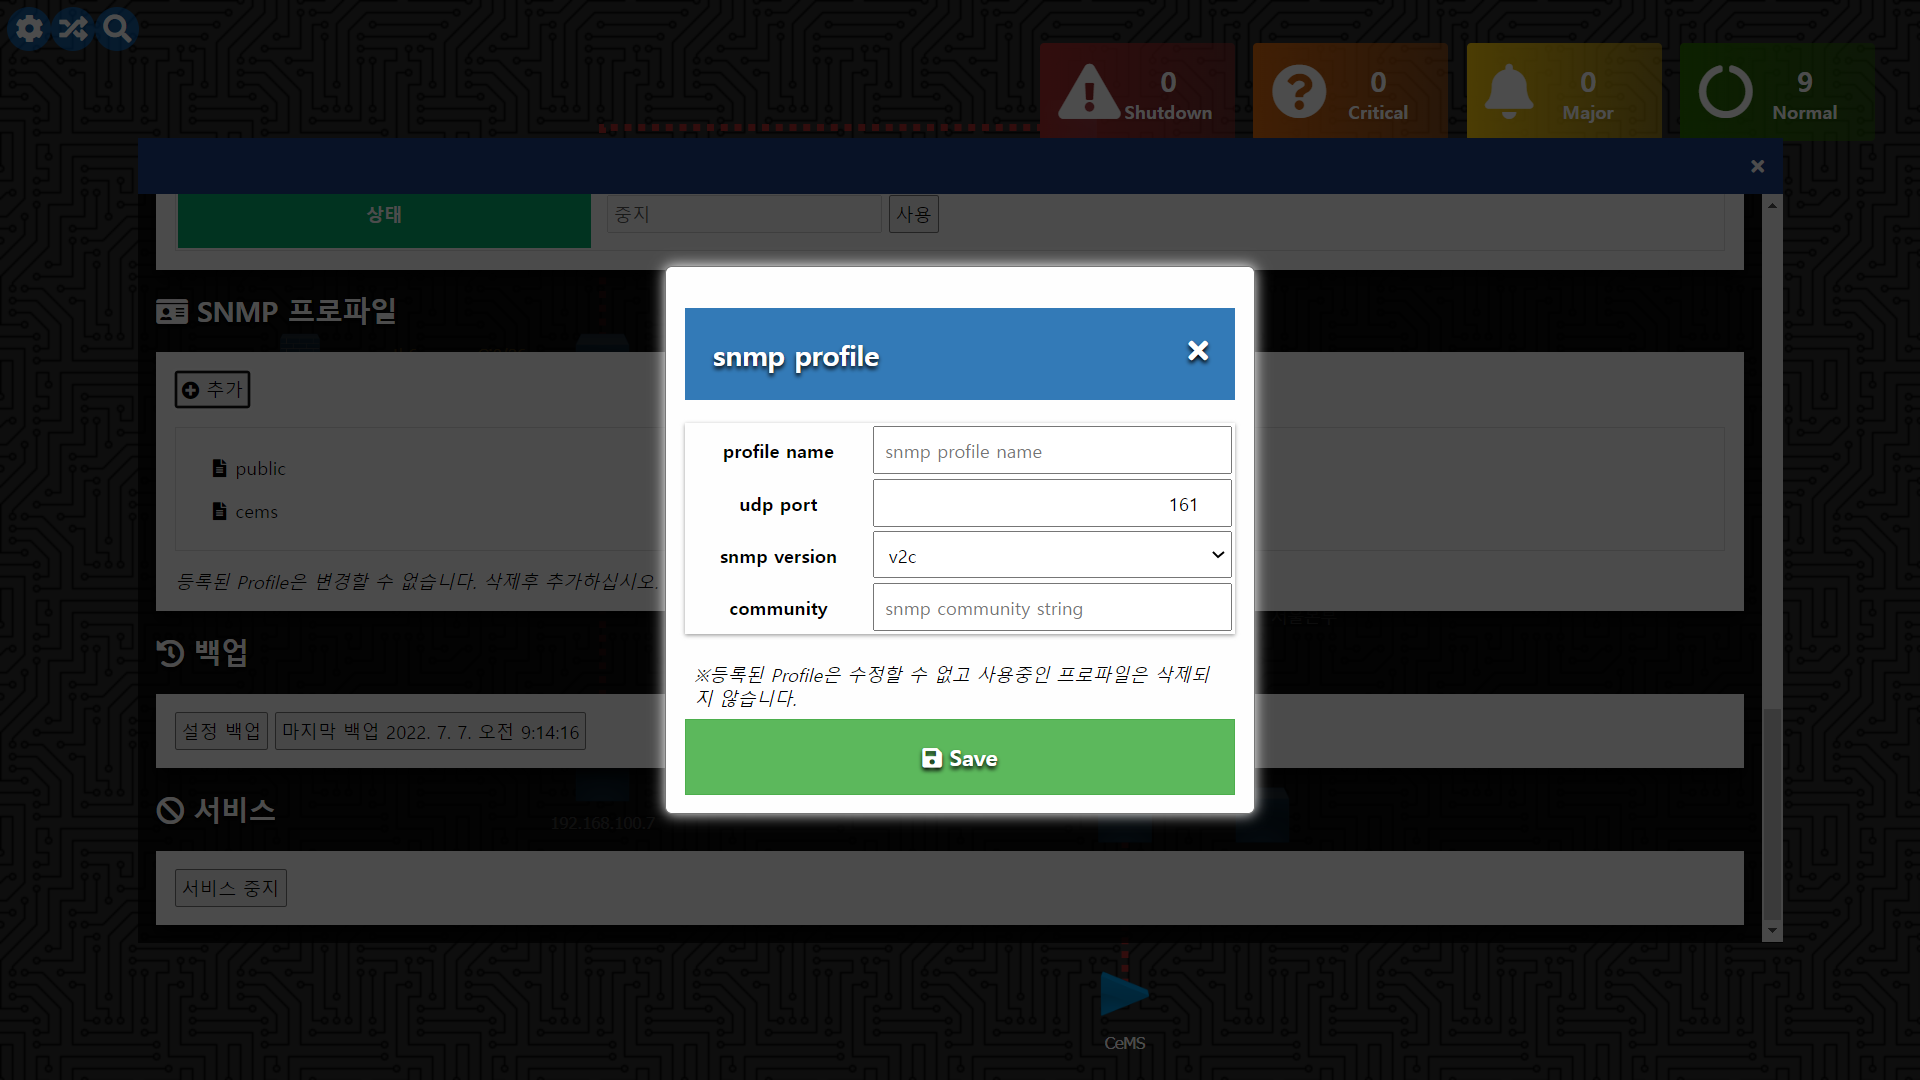 0
Shutdown
0
Critical
0
Major
9
Normal
상태
중지
사용
SNMP 프로파일
추가
public
cems
등록된 Profile은 변경할 수 없습니다. 삭제후 추가하십시오.
백업
설정 백업
마지막 백업 2022. 7. 7. 오전 9:14:16
서비스
192.168.100.7
서비스 중지
snmp profile
profile name
snmp profile name
udp port
161
snmp version
v2c
community
snmp community string
※등록된 Profile은 수정할 수 없고 사용중인 프로파일은 삭제되
지 않습니다.
Save
CeMS